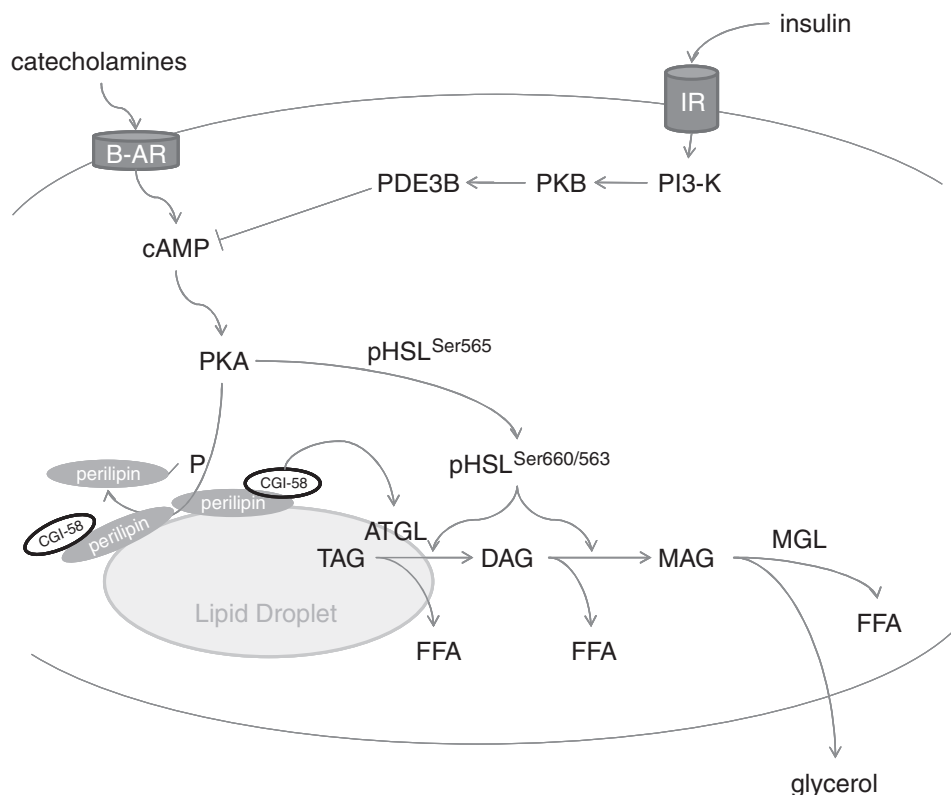 insulin
catecholamines
IR
B-AR
PDE3B
PKB
PI3-K
cAMP
PKA
pHSL^Ser565
pHSL^Ser660/563
P
perilipin
CGI-58
perilipin
CGI-58
perilipin
ATGL
TAG
DAG
MAG
MGL
Lipid Droplet
FFA
FFA
FFA
glycerol